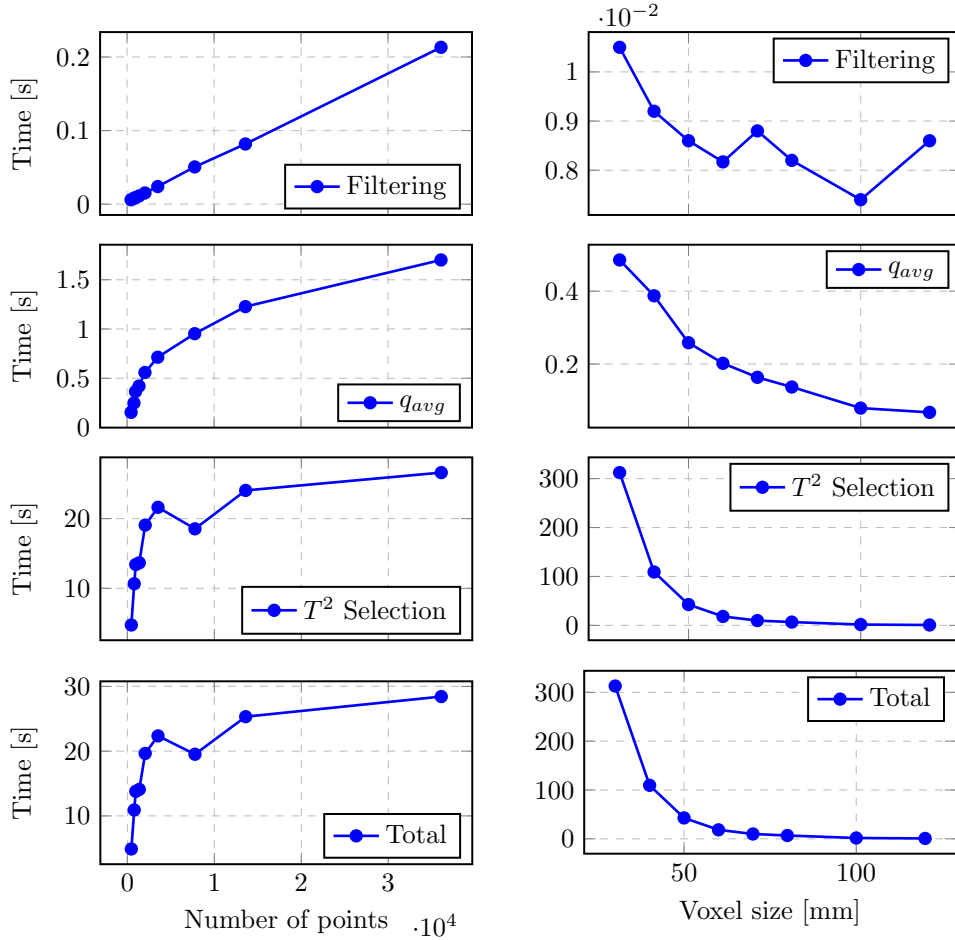 ·10⁻²
Time [s]
0.2
0.1
0
Filtering
1
0.9
0.8
Filtering
Time [s]
1.5
1
0.5
0
q_avg
0.4
0.2
q_avg
Time [s]
20
10
T² Selection
300
200
100
0
T² Selection
Time [s]
30
20
10
Total
0 1 2 3 4
Number of points ·10⁴
300
200
100
0
Total
50 100
Voxel size [mm]